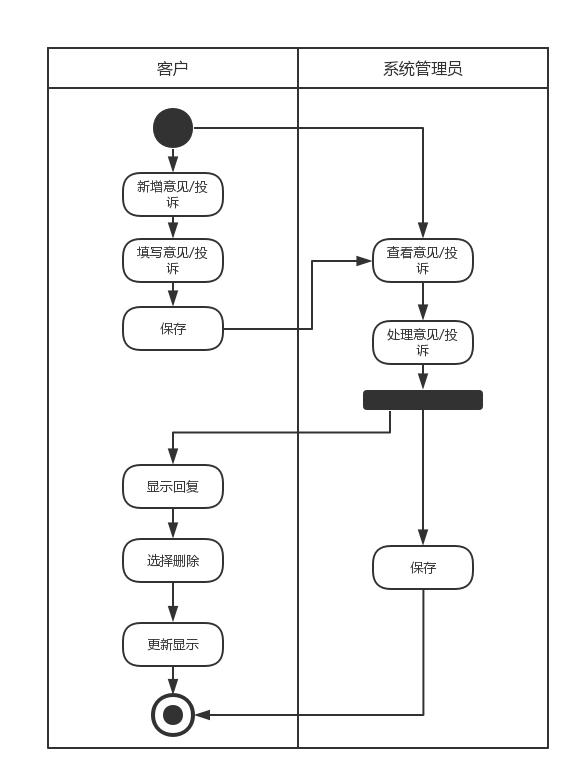 客户
系统管理员
新增意见/投
诉
填写意见/投
诉
查看意见/投
诉
保存
处理意见/投
诉
显示回复
选择删除
保存
更新显示